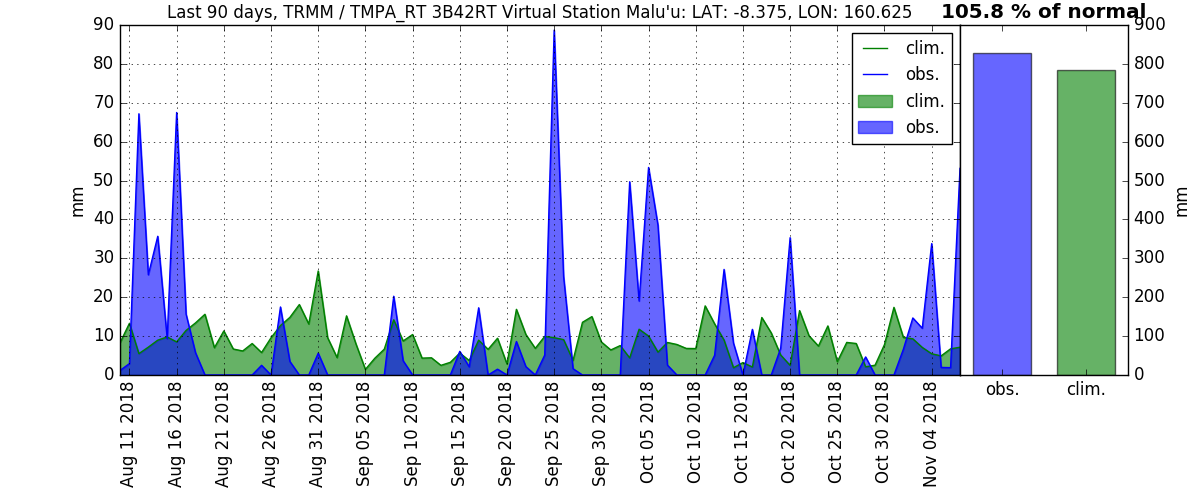 Last 90 days, TRMM / TMPA_RT 3B42RT Virtual Station Malu'u: LAT: -8.375, LON: 160.625
105.8 % of normal
90
80
70
60
50
40
30
20
10
0
mm
clim.
obs.
clim.
obs.
900
800
700
600
500
400
300
200
100
0
mm
Aug 11 2018
Aug 16 2018
Aug 21 2018
Aug 26 2018
Aug 31 2018
Sep 05 2018
Sep 10 2018
Sep 15 2018
Sep 20 2018
Sep 25 2018
Sep 30 2018
Oct 05 2018
Oct 10 2018
Oct 15 2018
Oct 20 2018
Oct 25 2018
Oct 30 2018
Nov 04 2018
obs.
clim.